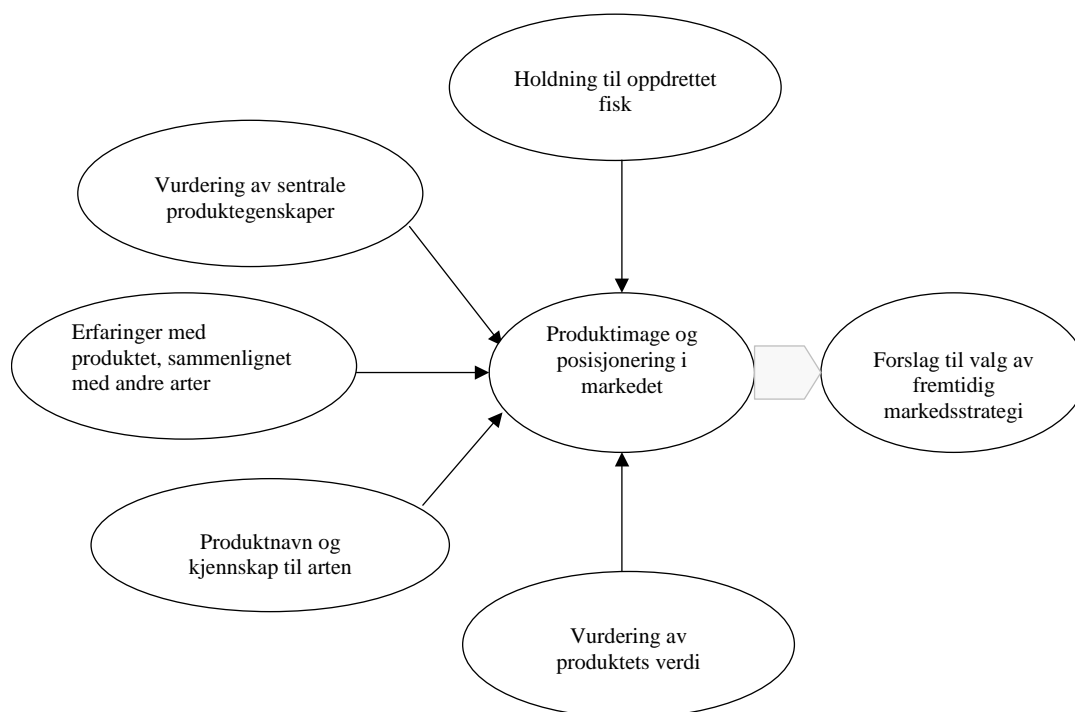 Holdning til oppdrettet
fisk
Vurdering av sentrale
produktegenskaper
Erfaringer med
produktet, sammenlignet
med andre arter
Produktimage og
posisjonering i
markedet
Forslag til valg av
fremtidig
markedsstrategi
Produktnavn og
kjennskap til arten
Vurdering av
produktets verdi